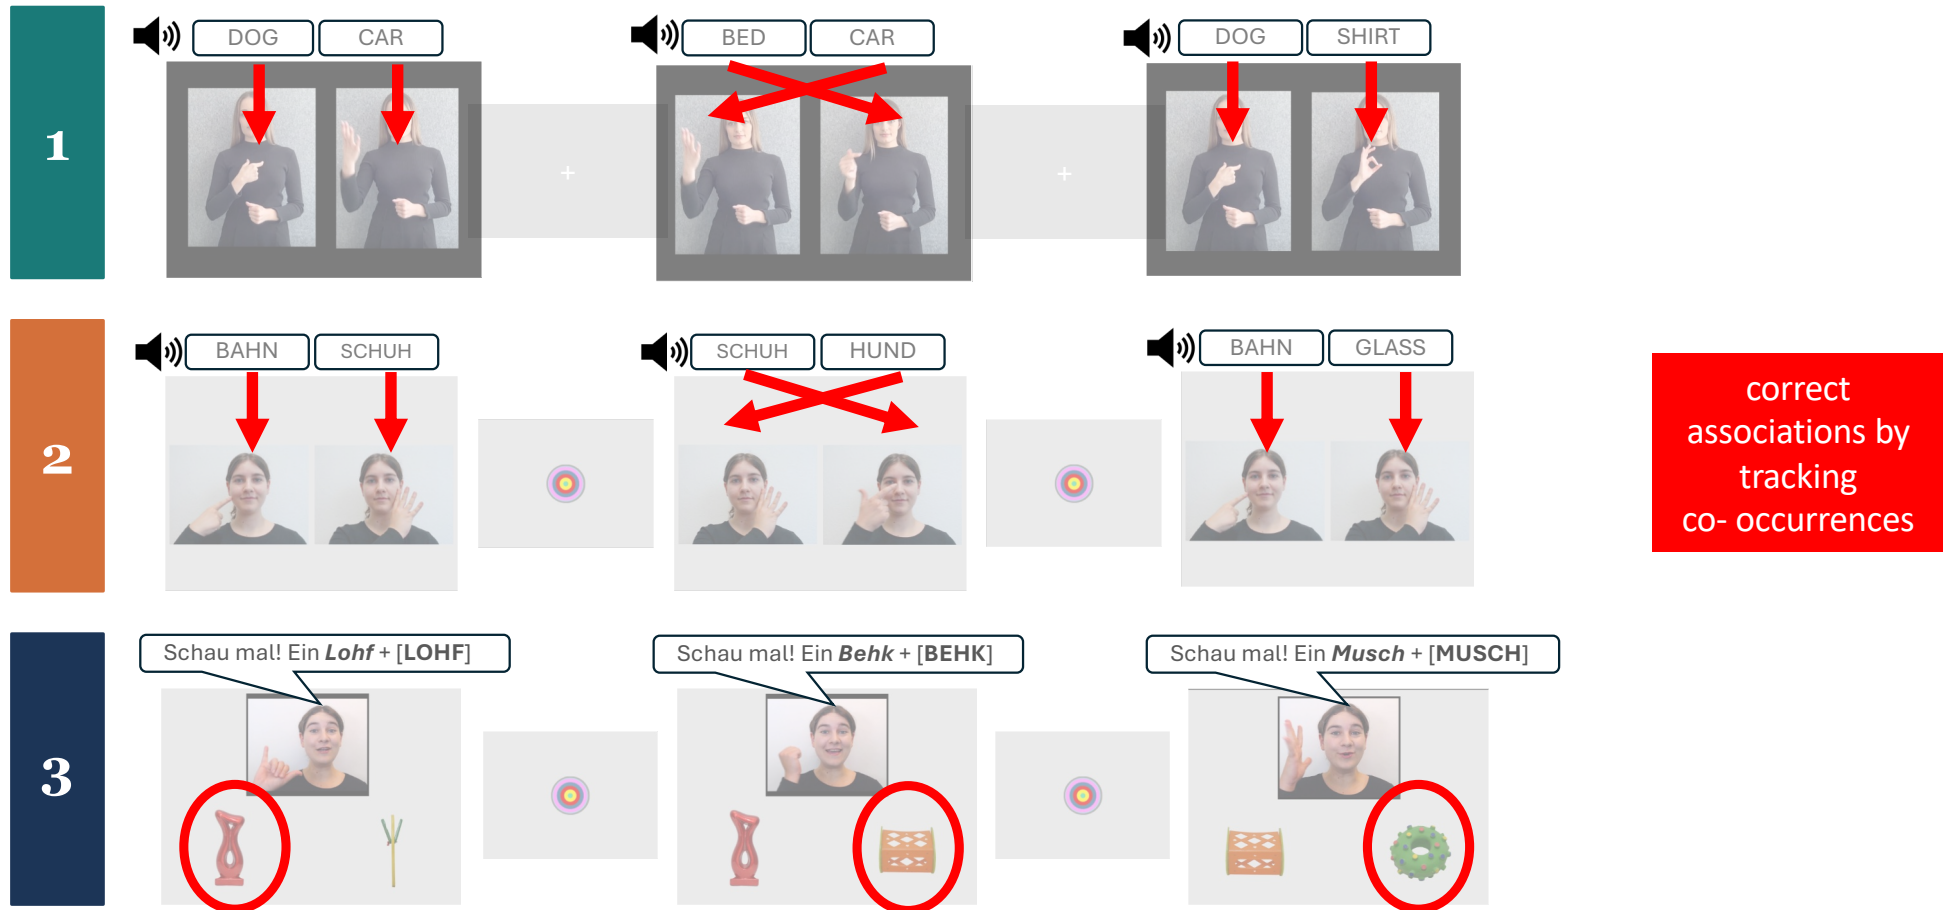 1
DOG CAR
BED CAR
DOG SHIRT
+
+
2
BAHN SCHUH
SCHUH HUND
BAHN GLASS
correct
associations by
tracking
co- occurrences
3
Schau mal! Ein Lohf + [LOHF]
Schau mal! Ein Behk + [BEHK]
Schau mal! Ein Musch + [MUSCH]